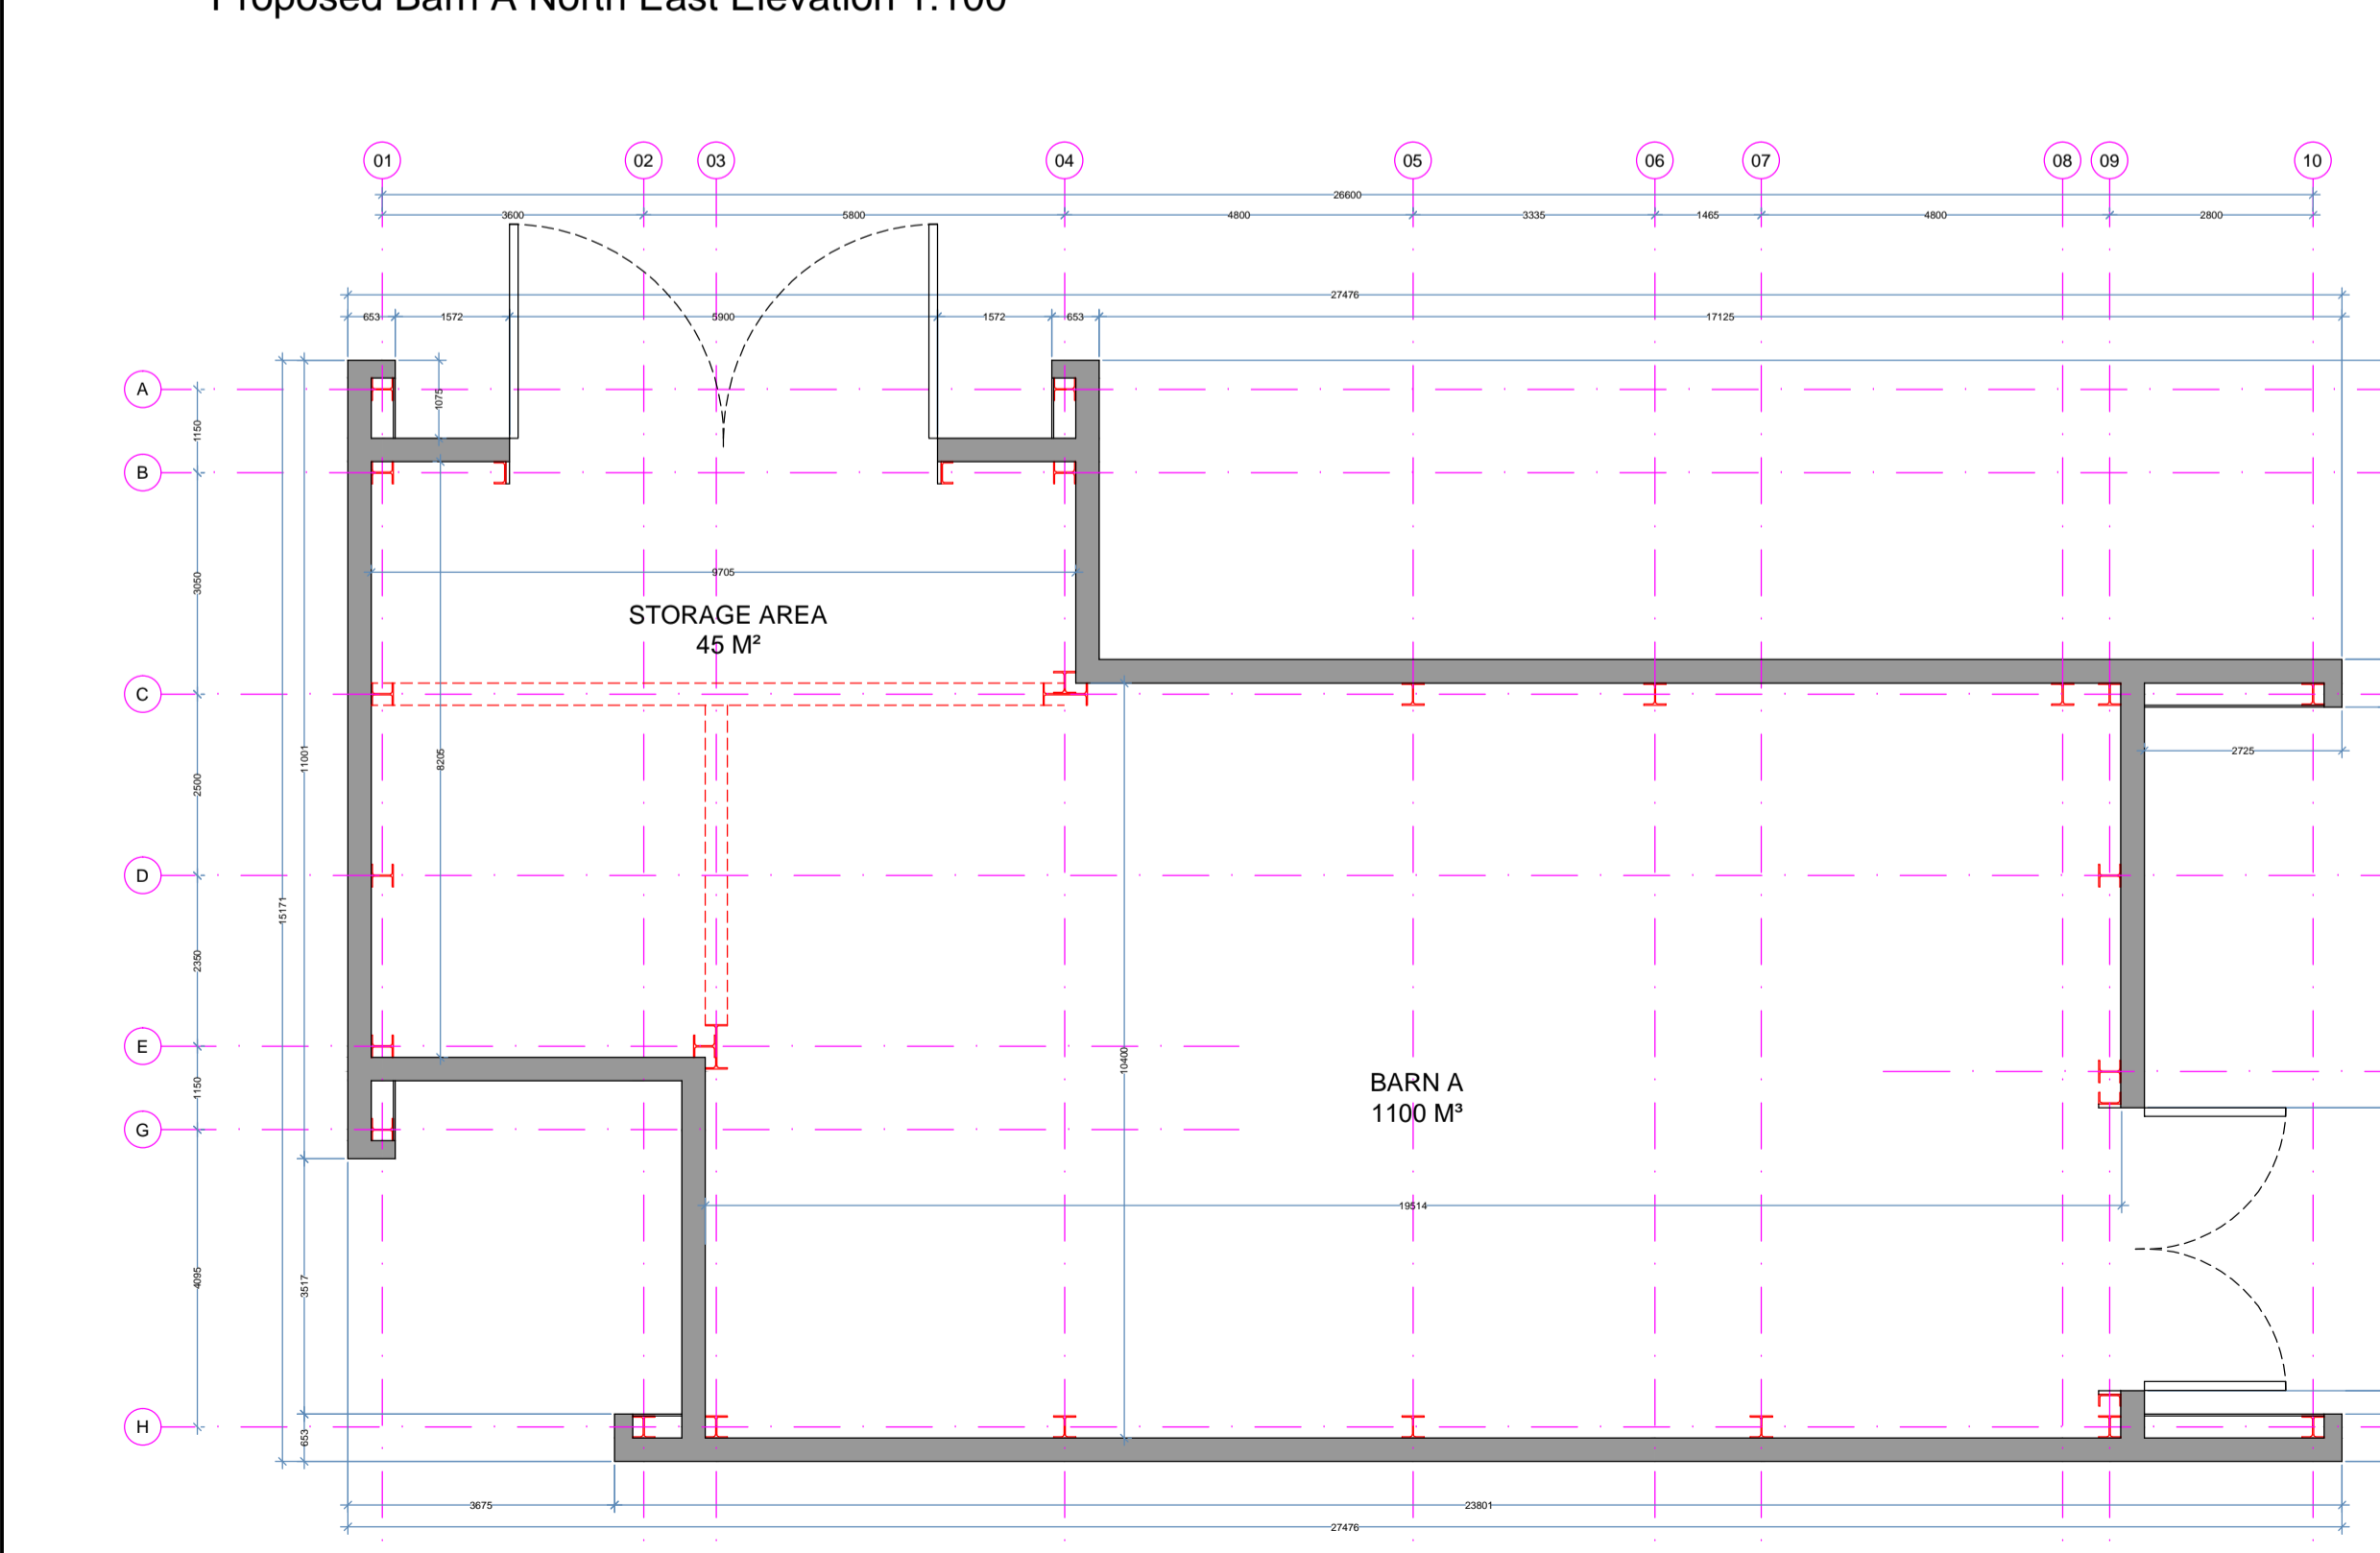 Proposed Barn A North East Elevation 1:100
01 02 03 04 05 06 07 08 09 10
26600
3600 5800 4800 3335 1465 4800 2800
27476
653 1572 5900 1572 653 17125
A
1075
1150
B
3050
9705
STORAGE AREA
45 M²
C
2725
11001
8205
2500
D
15171
2350
E
10400
BARN A
1100 M³
1150
G
19514
4095
3517
H
653
3675 23801
27476